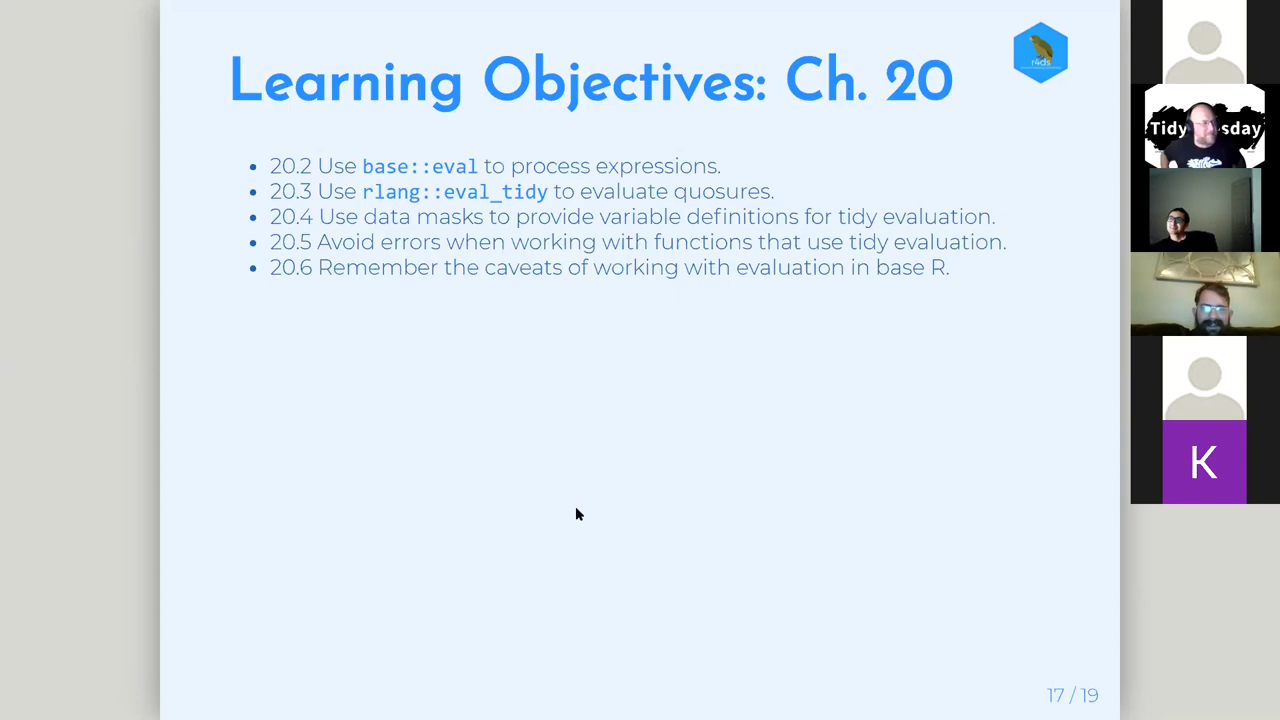 Learning Objectives: Ch. 20
r4ds
20.2 Use base::eval to process expressions.
20.3 Use rlang::eval_tidy to evaluate quosures.
20.4 Use data masks to provide variable definitions for tidy evaluation.
20.5 Avoid errors when working with functions that use tidy evaluation.
20.6 Remember the caveats of working with evaluation in base R.
17 / 19
Tidy sday
K